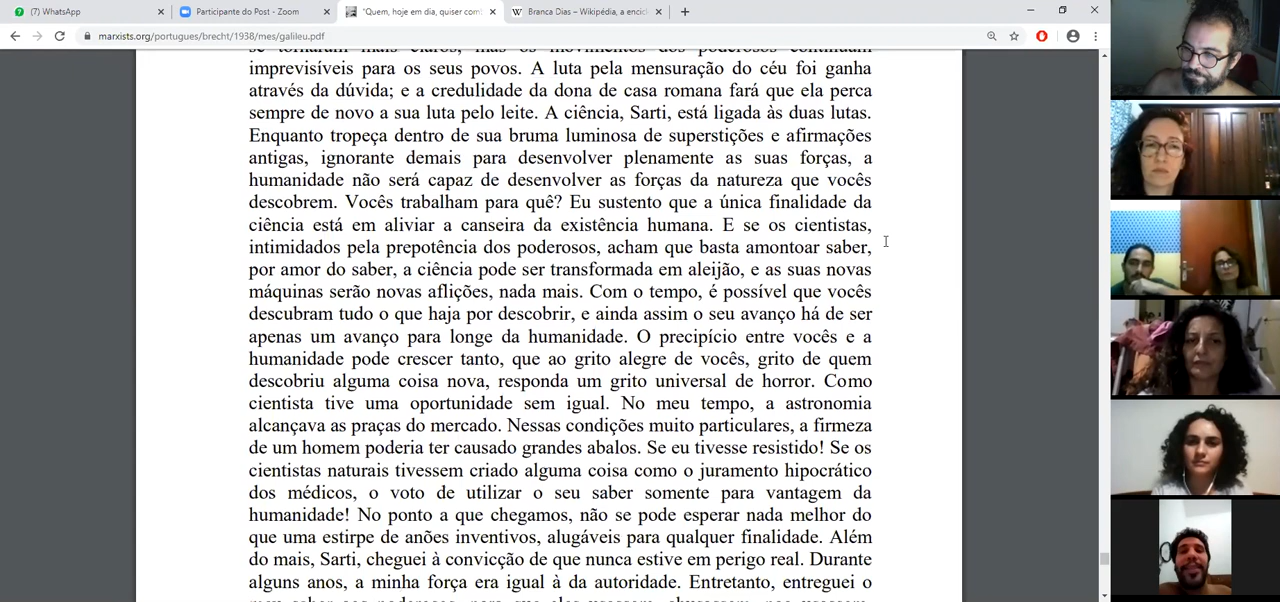 (7) WhatsApp
Participante do Post - Zoom
"Quem, hoje em dia, quiser com
Branca Dias – Wikipédia, a encicl
marxists.org/portugues/brecht/1938/mes/galileu.pdf
se tornaram mais claros, mas os movimentos dos poderosos continuam
imprevisíveis para os seus povos. A luta pela mensuração do céu foi ganha
através da dúvida; e a credulidade da dona de casa romana fará que ela perca
sempre de novo a sua luta pelo leite. A ciência, Sarti, está ligada às duas lutas.
Enquanto tropeça dentro de sua bruma luminosa de superstições e afirmações
antigas, ignorante demais para desenvolver plenamente as suas forças, a
humanidade não será capaz de desenvolver as forças da natureza que vocês
descobrem. Vocês trabalham para quê? Eu sustento que a única finalidade da
ciência está em aliviar a canseira da existência humana. E se os cientistas,
intimidados pela prepotência dos poderosos, acham que basta amontoar saber,
por amor do saber, a ciência pode ser transformada em aleijão, e as suas novas
máquinas serão novas aflições, nada mais. Com o tempo, é possível que vocês
descubram tudo o que haja por descobrir, e ainda assim o seu avanço há de ser
apenas um avanço para longe da humanidade. O precipício entre vocês e a
humanidade pode crescer tanto, que ao grito alegre de vocês, grito de quem
descobriu alguma coisa nova, responda um grito universal de horror. Como
cientista tive uma oportunidade sem igual. No meu tempo, a astronomia
alcançava as praças do mercado. Nessas condições muito particulares, a firmeza
de um homem poderia ter causado grandes abalos. Se eu tivesse resistido! Se os
cientistas naturais tivessem criado alguma coisa como o juramento hipocrático
dos médicos, o voto de utilizar o seu saber somente para vantagem da
humanidade! No ponto a que chegamos, não se pode esperar nada melhor do
que uma estirpe de anões inventivos, alugáveis para qualquer finalidade. Além
do mais, Sarti, cheguei à convicção de que nunca estive em perigo real. Durante
alguns anos, a minha força era igual à da autoridade. Entretanto, entreguei o